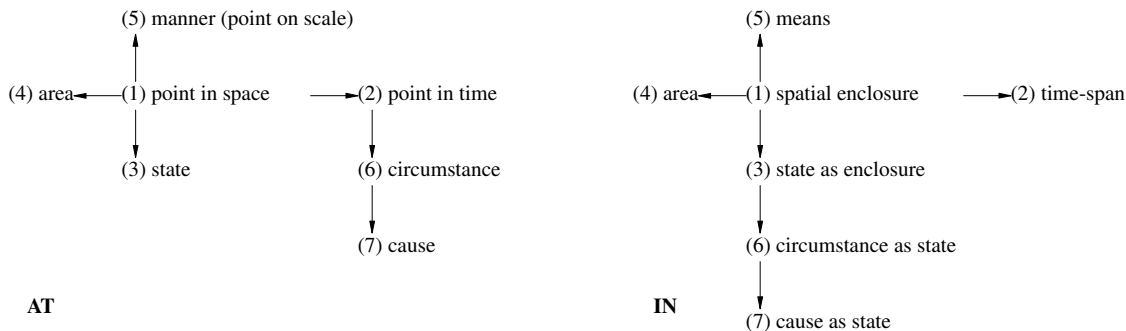 (5) manner (point on scale)
(4) area (1) point in space (2) point in time
(3) state (6) circumstance
(7) cause
AT
(5) means
(4) area (1) spatial enclosure (2) time-span
(3) state as enclosure
(6) circumstance as state
(7) cause as state
IN